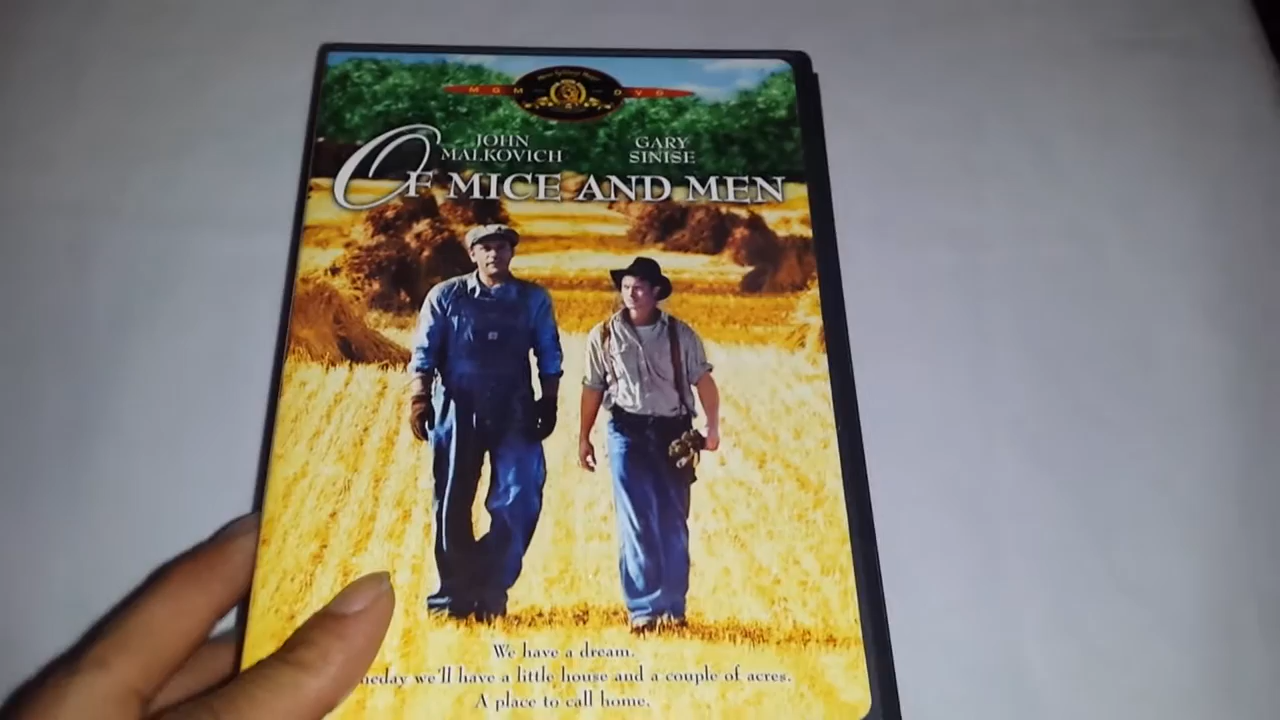 MGM DVD
JOHN GARY
MALKOVICH SINISE
OF MICE AND MEN
We have a dream.
we'll have a little house and a couple of acres.
A place to call home.